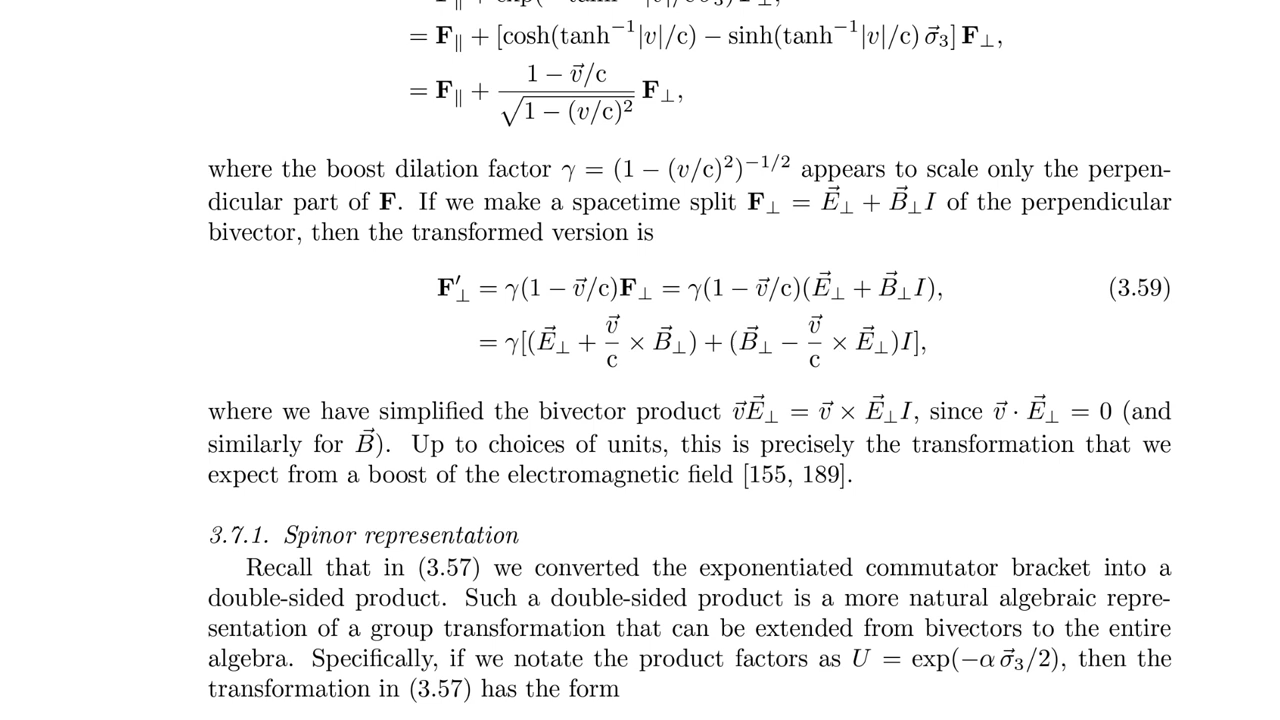 = F∥ + [cosh(tanh⁻¹|v|/c) − sinh(tanh⁻¹|v|/c) σ⃗₃] F⊥,
= F∥ + (1 − v⃗/c)/√(1 − (v/c)²) F⊥,
where the boost dilation factor γ = (1 − (v/c)²)^{−1/2} appears to scale only the perpen-
dicular part of F. If we make a spacetime split F⊥ = E⃗⊥ + B⃗⊥I of the perpendicular
bivector, then the transformed version is
F′⊥ = γ(1 − v⃗/c)F⊥ = γ(1 − v⃗/c)(E⃗⊥ + B⃗⊥I), (3.59)
= γ[(E⃗⊥ + v⃗/c × B⃗⊥) + (B⃗⊥ − v⃗/c × E⃗⊥)I],
where we have simplified the bivector product v⃗E⃗⊥ = v⃗ × E⃗⊥I, since v⃗ · E⃗⊥ = 0 (and
similarly for B⃗). Up to choices of units, this is precisely the transformation that we
expect from a boost of the electromagnetic field [155, 189].
3.7.1. Spinor representation
Recall that in (3.57) we converted the exponentiated commutator bracket into a
double-sided product. Such a double-sided product is a more natural algebraic repre-
sentation of a group transformation that can be extended from bivectors to the entire
algebra. Specifically, if we notate the product factors as U = exp(−α σ⃗₃/2), then the
transformation in (3.57) has the form